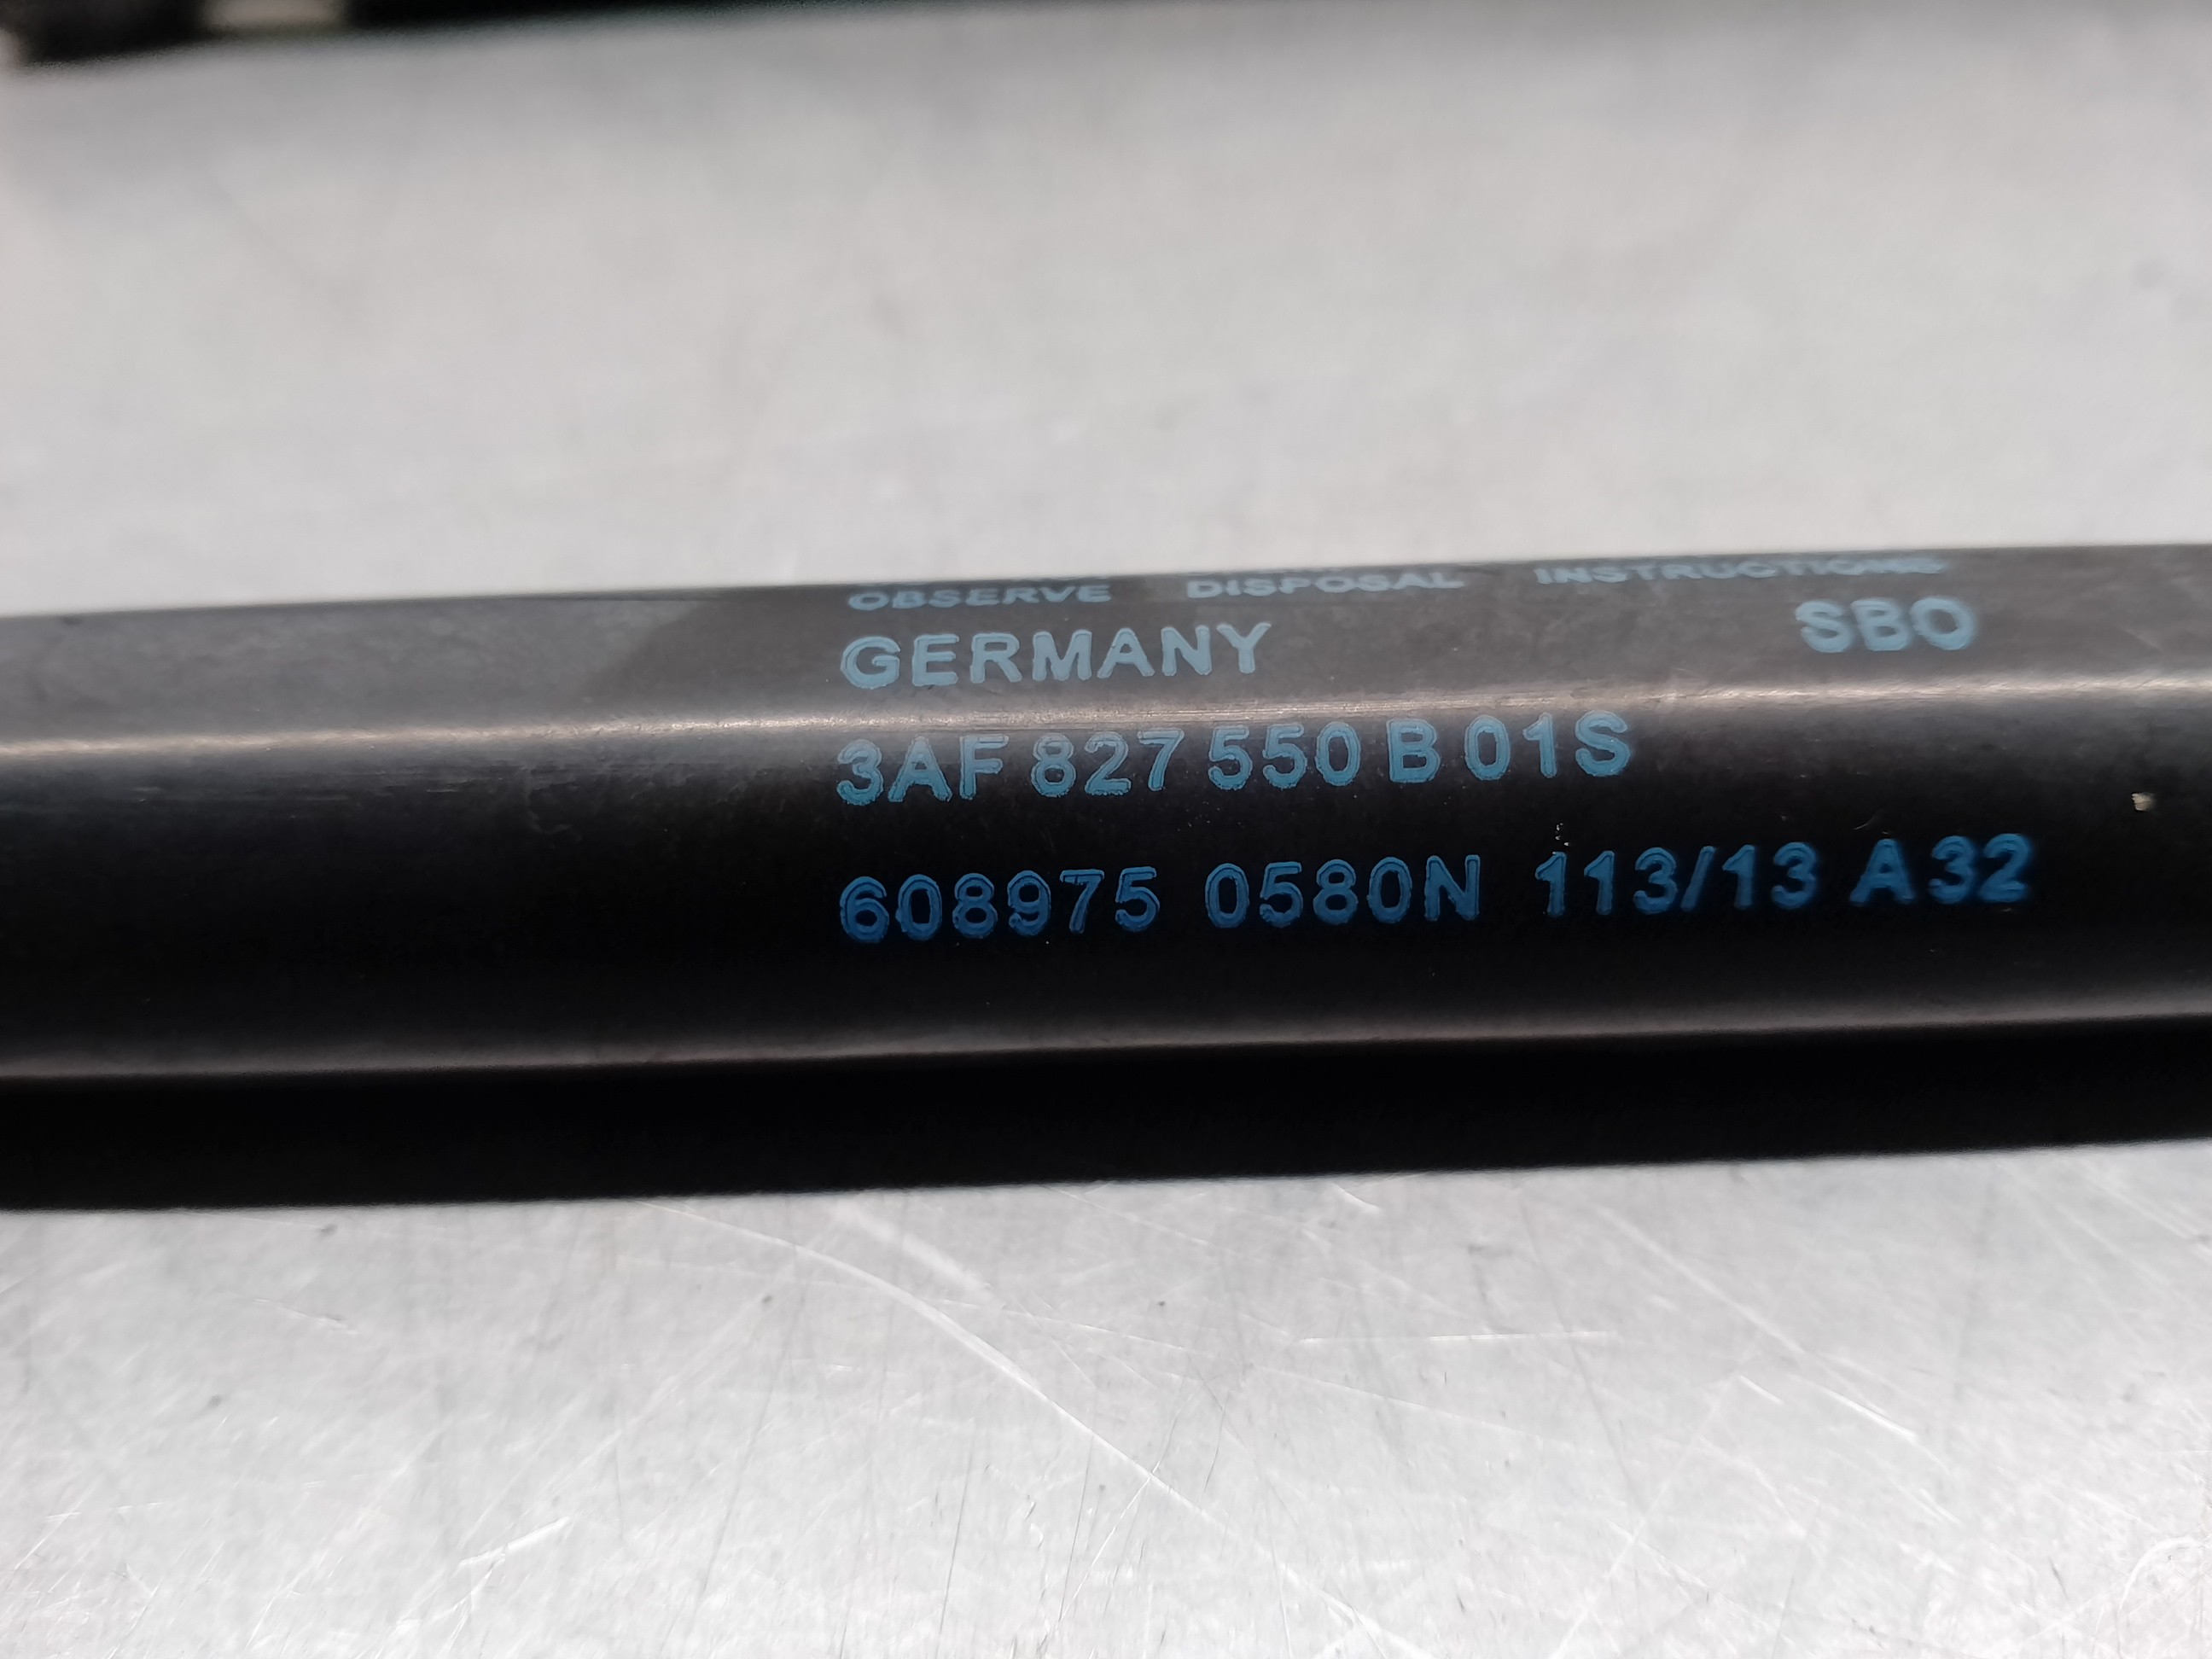 OBSERVE DISPOSAL INSTRUCTIONS
GERMANY SBO
3AF 827 550 B 01S
608975 0580N 113/13 A32